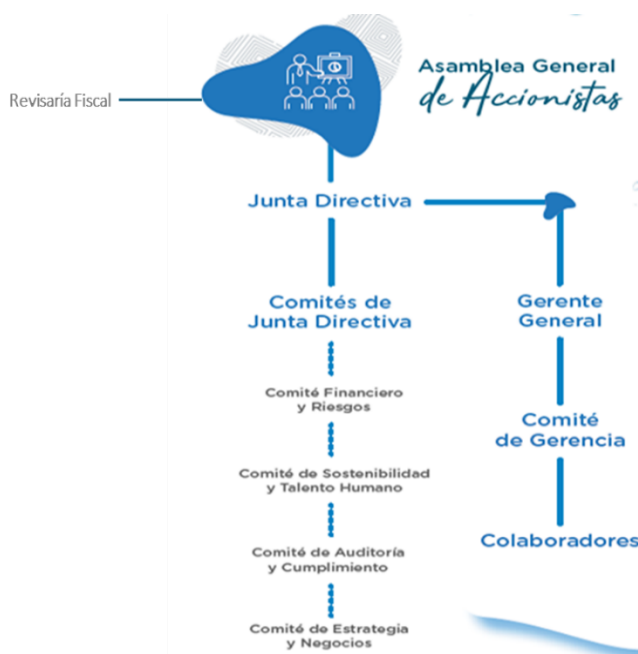 Asamblea General
de Accionistas
Revisaría Fiscal
Junta Directiva
Comités de
Junta Directiva
Gerente
General
Comité Financiero
y Riesgos
Comité
de Gerencia
Comité de Sostenibilidad
y Talento Humano
Colaboradores
Comité de Auditoría
y Cumplimiento
Comité de Estrategia
y Negocios